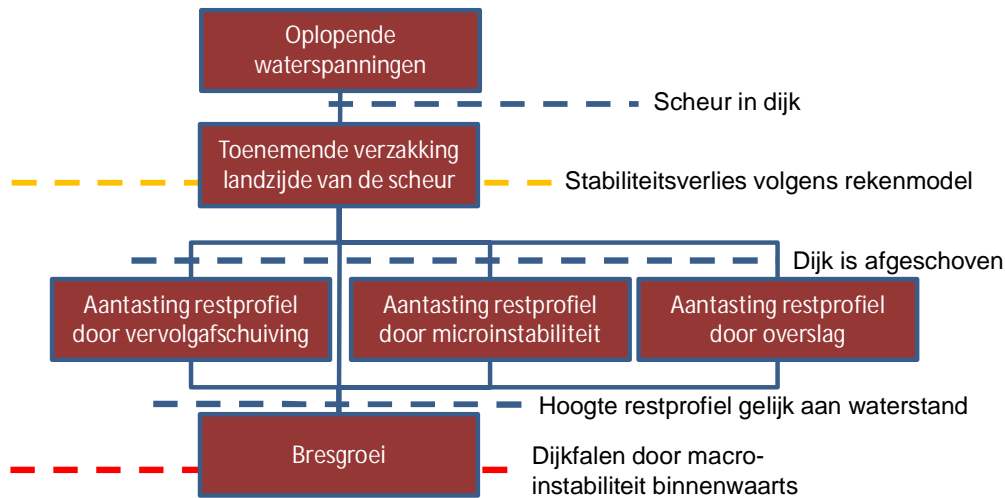 Oplopende
waterspanningen
Scheur in dijk
Toenemende verzakking
landzijde van de scheur
Stabiliteitsverlies volgens rekenmodel
Dijk is afgeschoven
Aantasting restprofiel
door vervolgafschuiving
Aantasting restprofiel
door microinstabiliteit
Aantasting restprofiel
door overslag
Hoogte restprofiel gelijk aan waterstand
Bresgroei
Dijkfalen door macro-
instabiliteit binnenwaarts